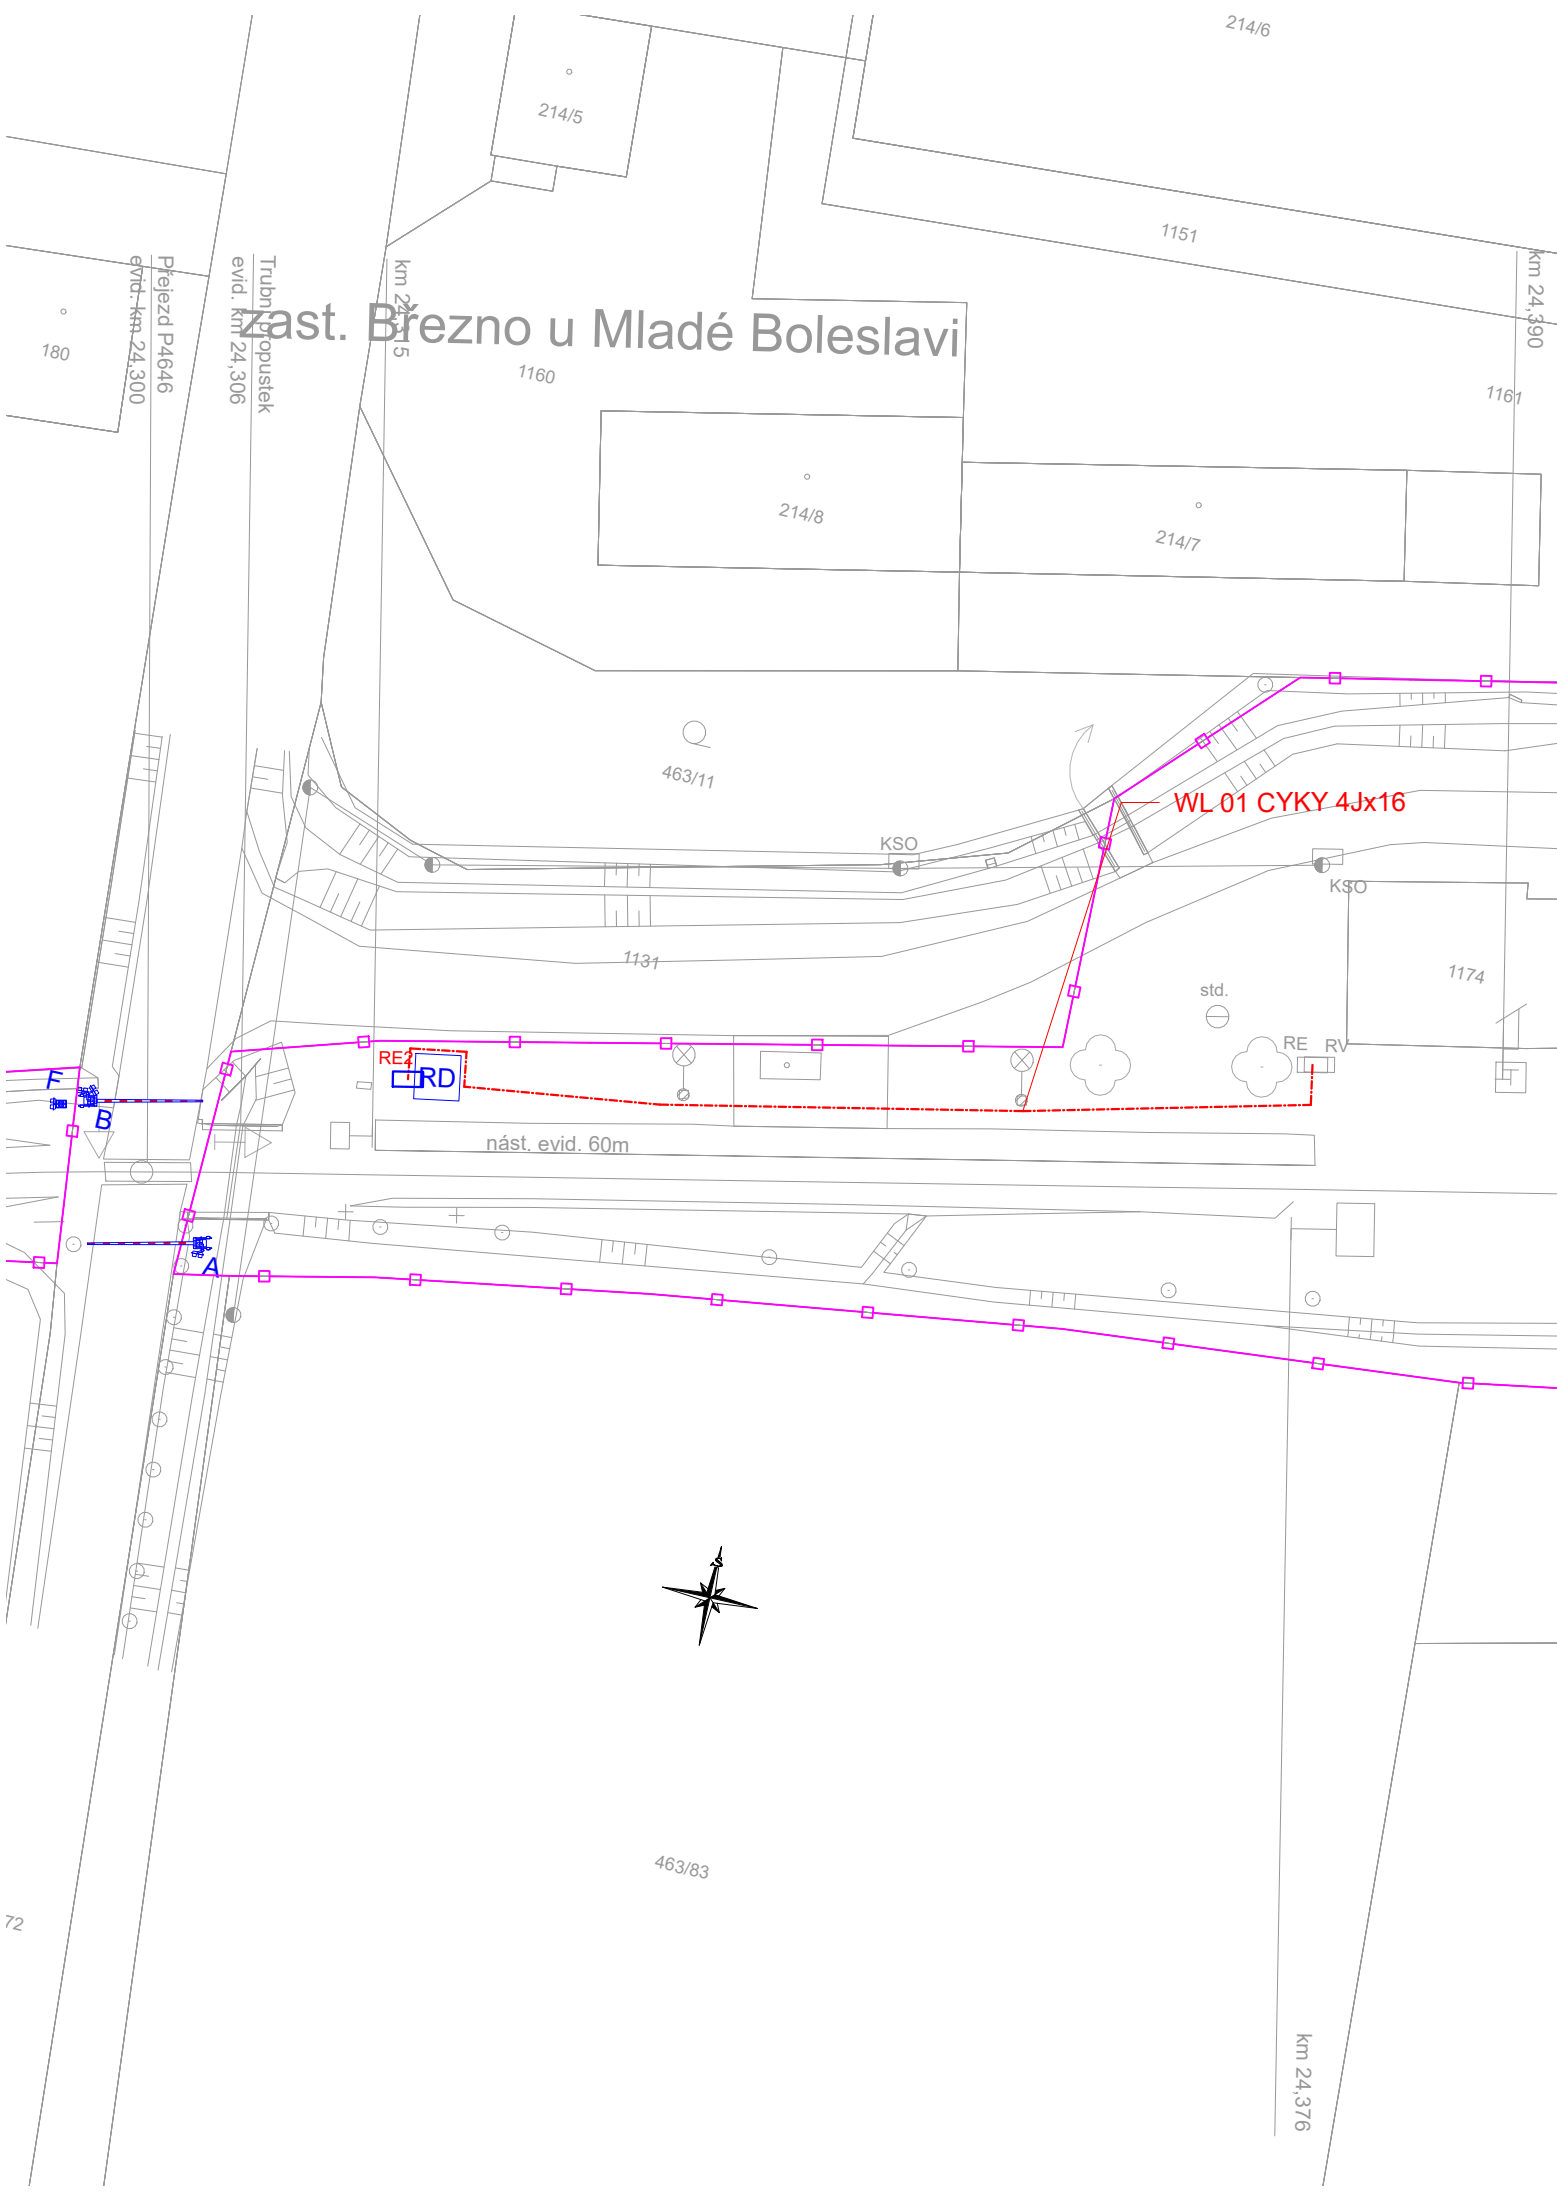 214/6
214/5
1151
Přejezd P4646
evid. km 24,300
Trubní propustek
evid. km 24,306
km 24,315
km 24,390
zast. Březno u Mladé Boleslavi
180
1160
1161
214/8
214/7
463/11
WL 01 CYKY 4Jx16
KSO
KSO
1131
1174
std.
RE RV
RE2
RD
F
B
nást. evid. 60m
A
S
463/83
72
km 24,376